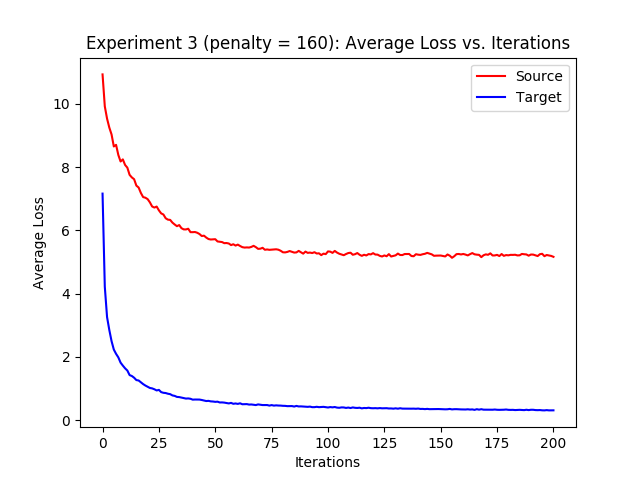 Experiment 3 (penalty = 160): Average Loss vs. Iterations
Source
Target
Average Loss
10
8
6
4
2
0
0 25 50 75 100 125 150 175 200
Iterations